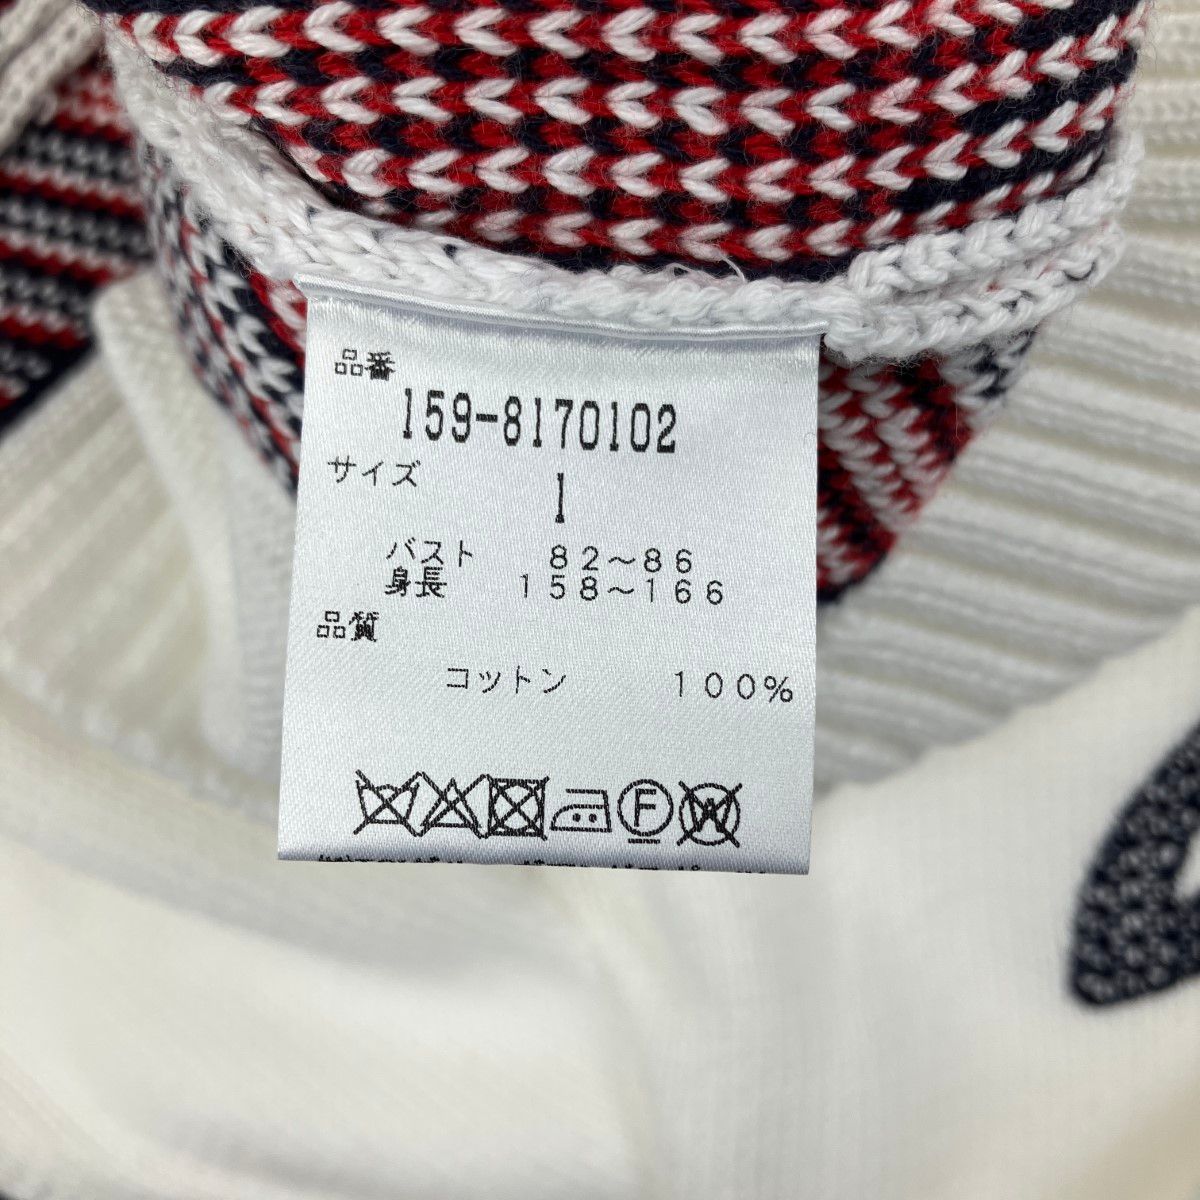 品番
159-8170102
サイズ
1
バスト 82～86
身長 158～166
品質
コットン 100%
F
W